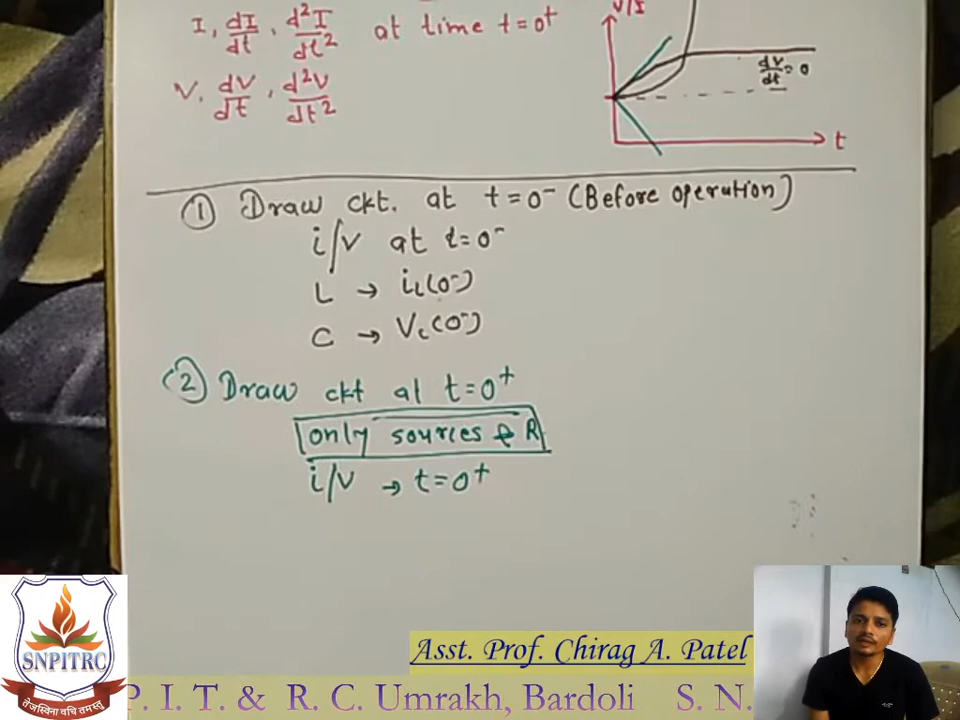 I, dI/dt, d²I/dt² at time t=0⁺
V, dV/dt, d²V/dt²
V/I
dV/dt = 0
t
① Draw ckt. at t=0⁻ (Before operation)
i/v at t=0⁻
L → iL(0⁻)
C → Vc(0⁻)
② Draw ckt at t=0⁺
only sources & R
i/v → t=0⁺
SNPITRC
Asst. Prof. Chirag A. Patel
P. I. T. & R. C. Umrakh, Bardoli S. N.